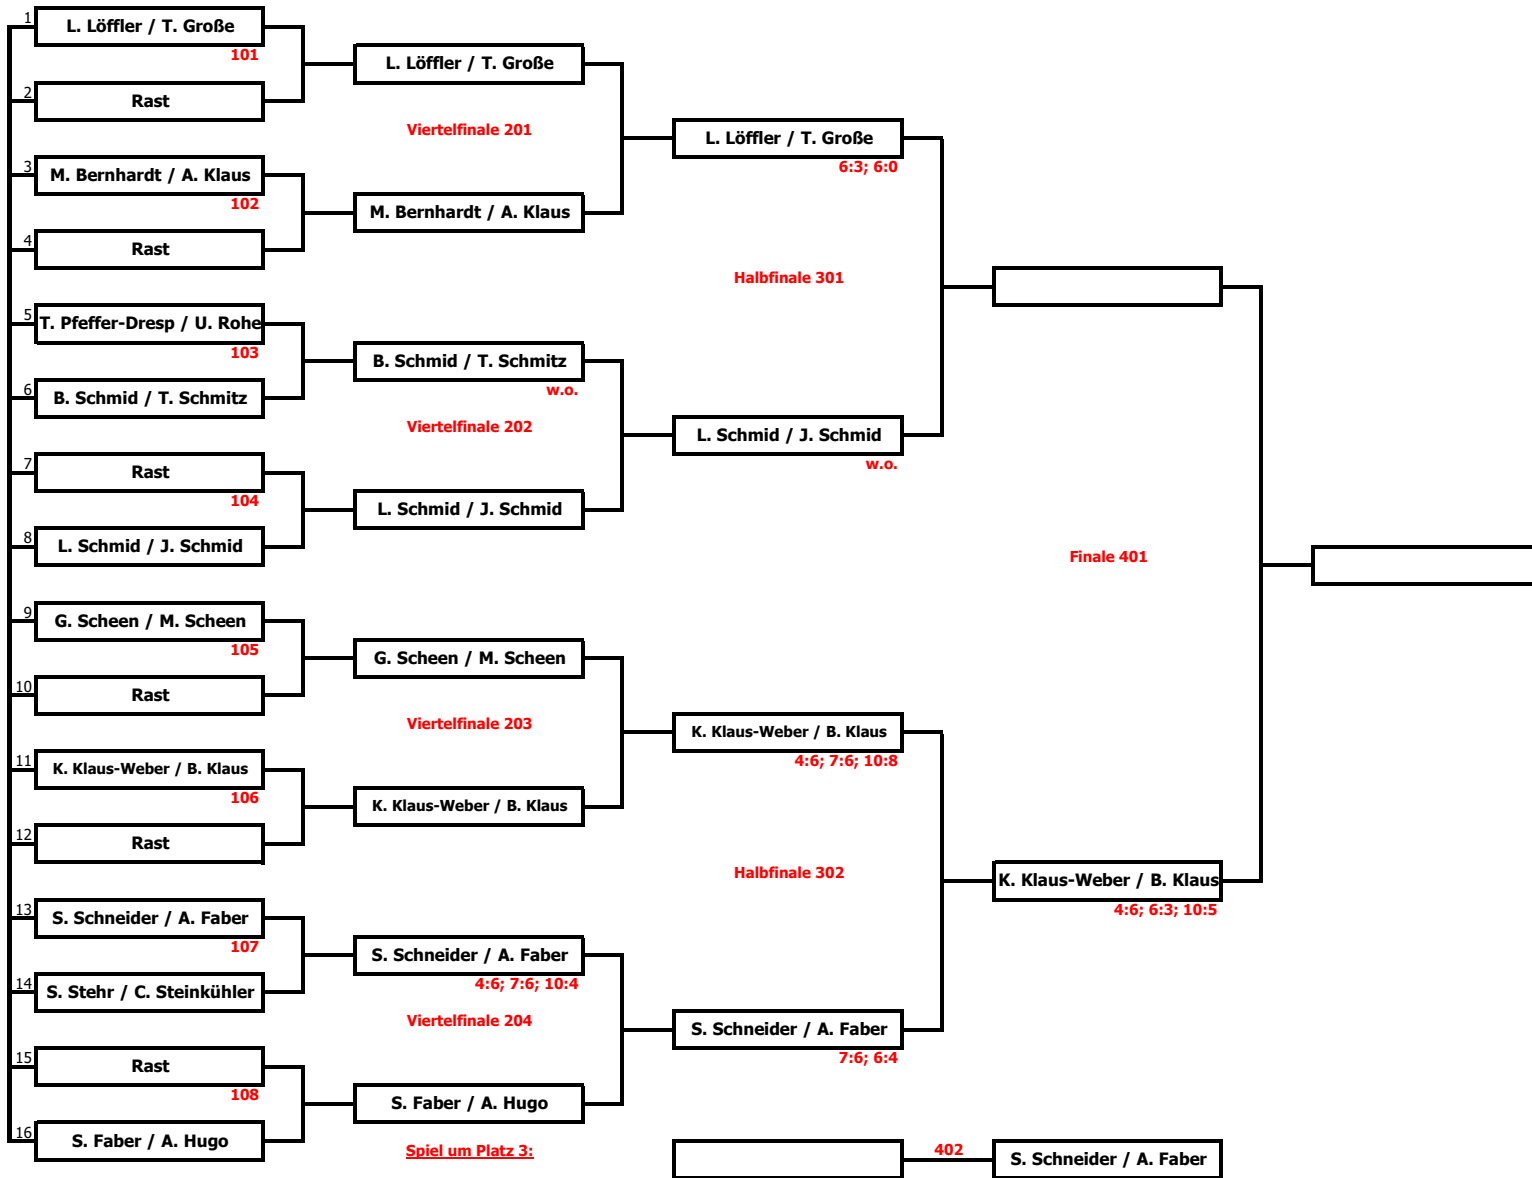 1
L. Löffler / T. Große
101
2
Rast
3
M. Bernhardt / A. Klaus
102
4
Rast
5
T. Pfeffer-Dresp / U. Rohe
103
6
B. Schmid / T. Schmitz
7
Rast
104
8
L. Schmid / J. Schmid
9
G. Scheen / M. Scheen
105
10
Rast
11
K. Klaus-Weber / B. Klaus
106
12
Rast
13
S. Schneider / A. Faber
107
14
S. Stehr / C. Steinkühler
15
Rast
108
16
S. Faber / A. Hugo
L. Löffler / T. Große
Viertelfinale 201
M. Bernhardt / A. Klaus
B. Schmid / T. Schmitz
w.o.
Viertelfinale 202
L. Schmid / J. Schmid
G. Scheen / M. Scheen
Viertelfinale 203
K. Klaus-Weber / B. Klaus
S. Schneider / A. Faber
4:6; 7:6; 10:4
Viertelfinale 204
S. Faber / A. Hugo
L. Löffler / T. Große
6:3; 6:0
Halbfinale 301
L. Schmid / J. Schmid
w.o.
K. Klaus-Weber / B. Klaus
4:6; 7:6; 10:8
Halbfinale 302
S. Schneider / A. Faber
7:6; 6:4
Finale 401
K. Klaus-Weber / B. Klaus
4:6; 6:3; 10:5
Spiel um Platz 3:
402
S. Schneider / A. Faber